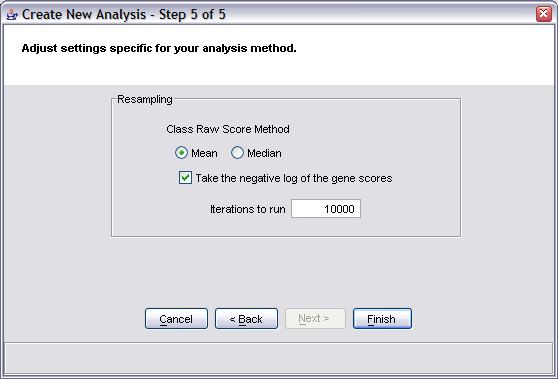 Create New Analysis - Step 5 of 5
Adjust settings specific for your analysis method.
Resampling
Class Raw Score Method
Mean Median
Take the negative log of the gene scores
Iterations to run 10000
Cancel < Back Next > Finish